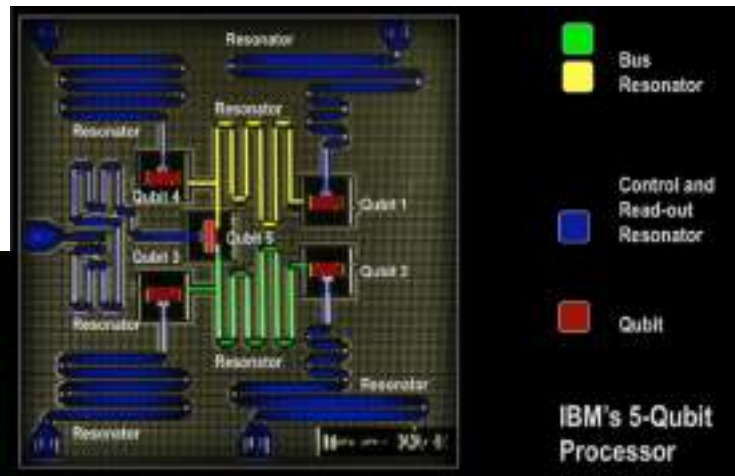 Resonator
Resonator
Resonator
Qubit 4
Qubit 1
Qubit 5
Qubit 3
Qubit 2
Resonator
Resonator
Resonator
Resonator
Bus
Resonator
Control and
Read-out
Resonator
Qubit
IBM's 5-Qubit
Processor